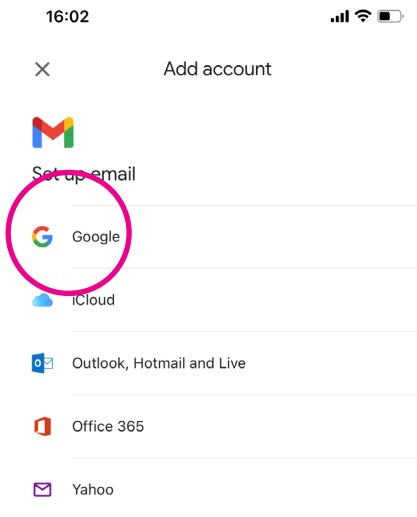 16:02
Add account
Set up email
Google
iCloud
Outlook, Hotmail and Live
Office 365
Yahoo